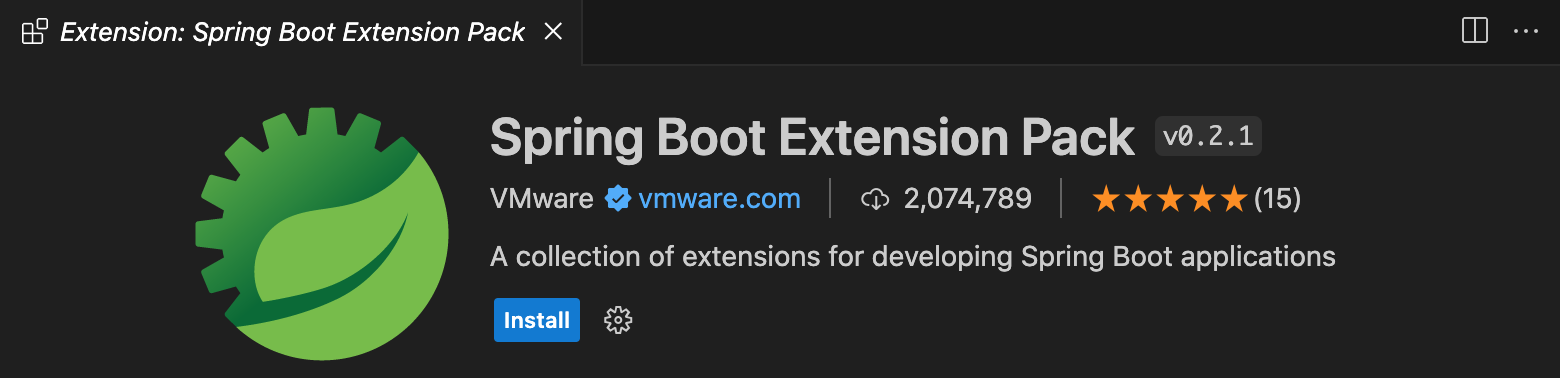 Extension: Spring Boot Extension Pack
Spring Boot Extension Pack v0.2.1
VMware vmware.com 2,074,789 (15)
A collection of extensions for developing Spring Boot applications
Install